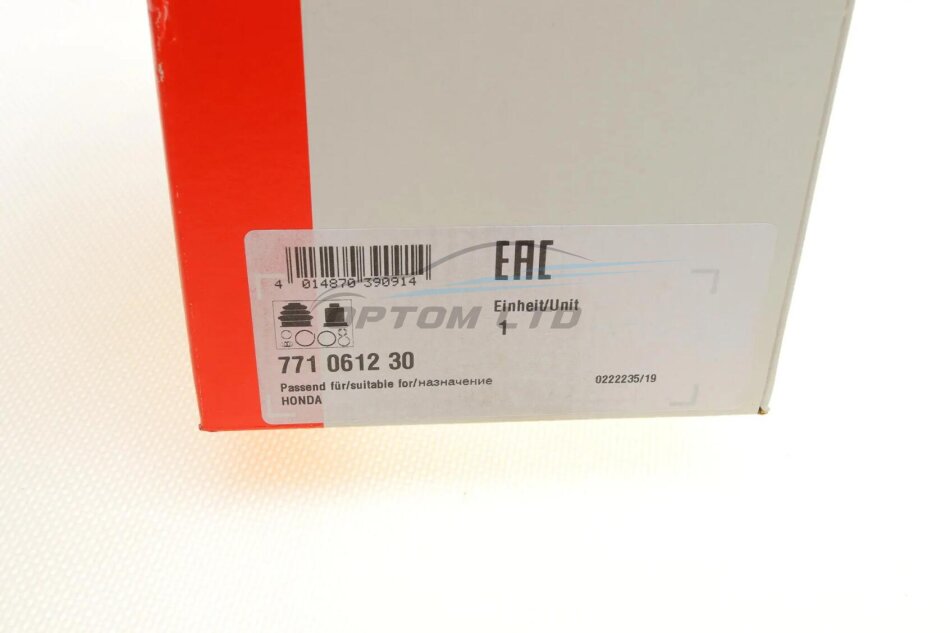 EAC
4 014870 390914
Einheit/Unit
1
OPTOM LTD
771 0612 30
Passend für/suitable for/назначение
HONDA
0222235/19